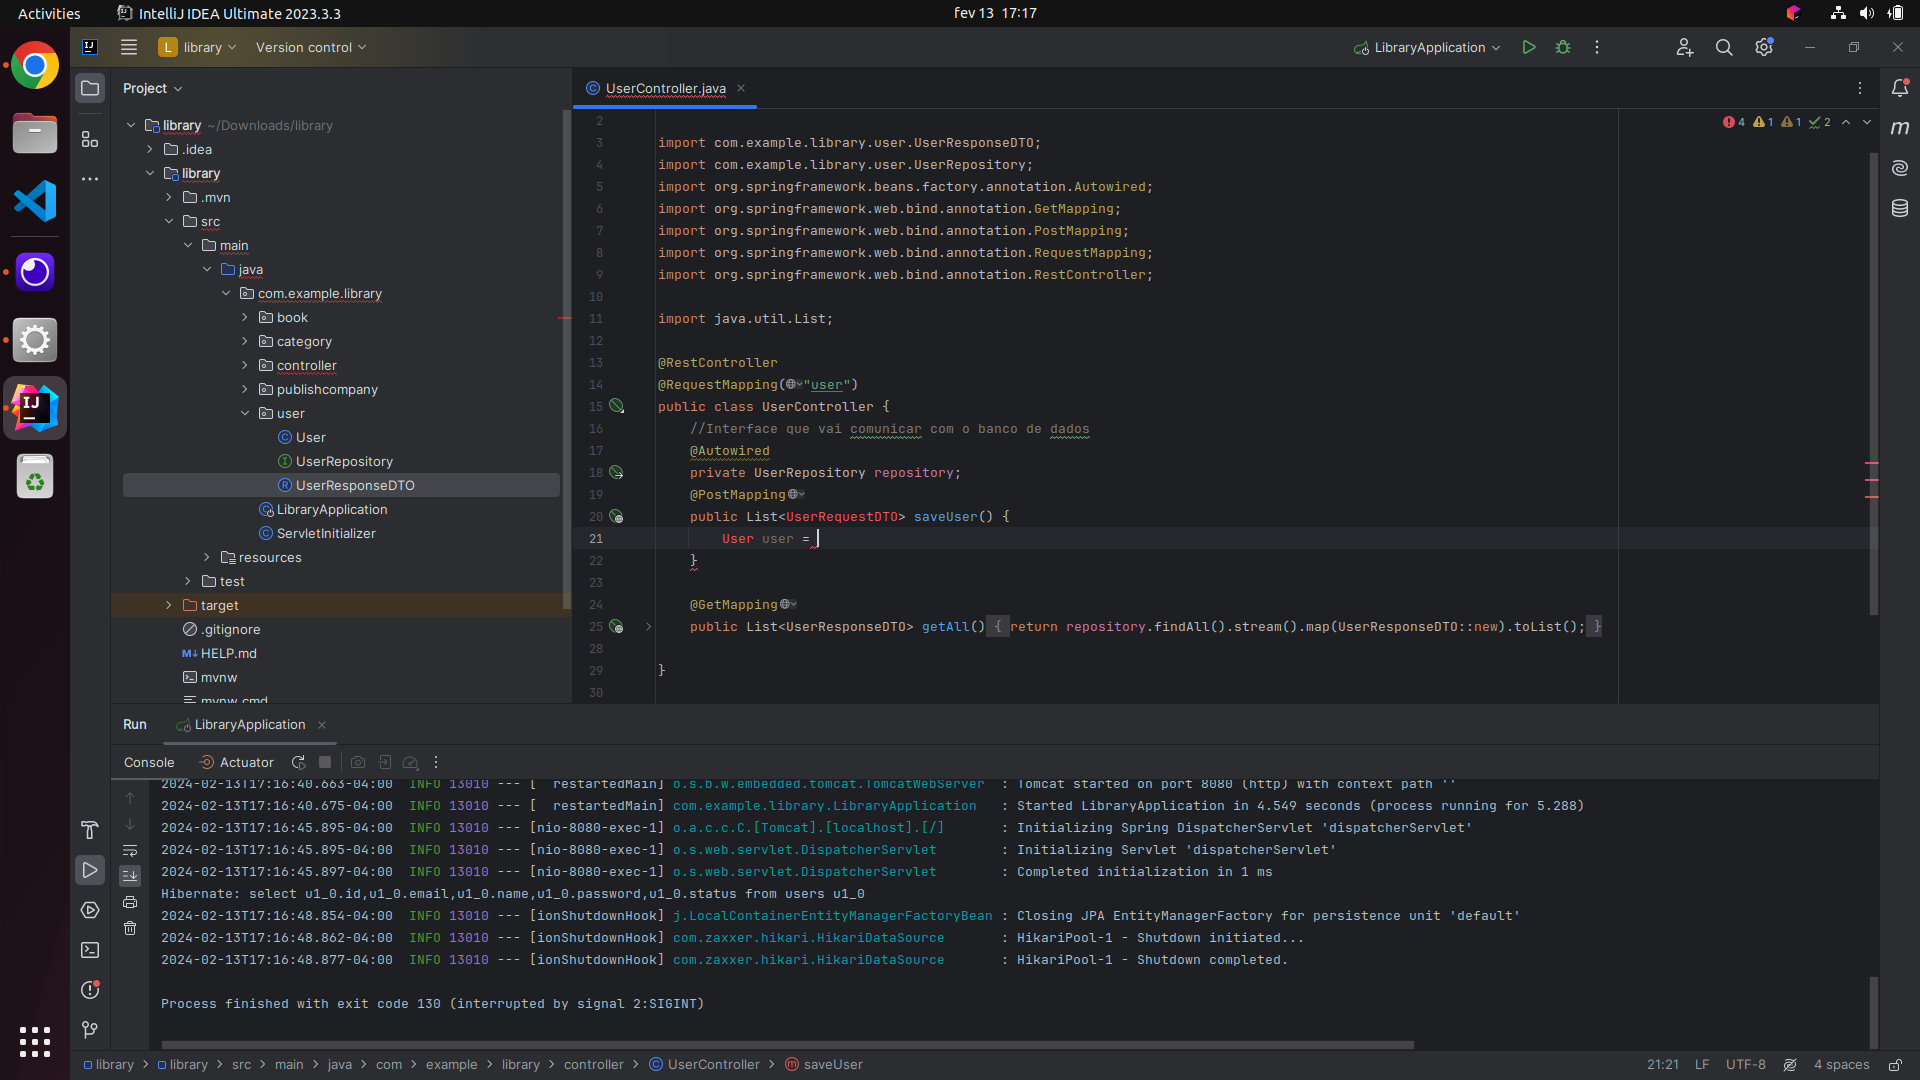 Activities
IntelliJ IDEA Ultimate 2023.3.3
fev 13 17:17
L library
Version control
LibraryApplication
Project
UserController.java
library ~/Downloads/library
.idea
library
.mvn
src
main
java
com.example.library
book
category
controller
publishcompany
user
User
UserRepository
UserResponseDTO
LibraryApplication
ServletInitializer
resources
test
target
.gitignore
HELP.md
mvnw
mvnw.cmd
4 1 1 2
2
3 import com.example.library.user.UserResponseDTO;
4 import com.example.library.user.UserRepository;
5 import org.springframework.beans.factory.annotation.Autowired;
6 import org.springframework.web.bind.annotation.GetMapping;
7 import org.springframework.web.bind.annotation.PostMapping;
8 import org.springframework.web.bind.annotation.RequestMapping;
9 import org.springframework.web.bind.annotation.RestController;
10
11 import java.util.List;
12
13 @RestController
14 @RequestMapping("user")
15 public class UserController {
16 //Interface que vai comunicar com o banco de dados
17 @Autowired
18 private UserRepository repository;
19 @PostMapping
20 public List<UserRequestDTO> saveUser() {
21 User user =
22 }
23
24 @GetMapping
25 public List<UserResponseDTO> getAll() { return repository.findAll().stream().map(UserResponseDTO::new).toList(); }
28
29 }
30
Run
LibraryApplication
Console
Actuator
2024-02-13T17:16:40.663-04:00 INFO 13010 --- [ restartedMain] o.s.b.w.embedded.tomcat.TomcatWebServer : Tomcat started on port 8080 (http) with context path ''
2024-02-13T17:16:40.675-04:00 INFO 13010 --- [ restartedMain] com.example.library.LibraryApplication : Started LibraryApplication in 4.549 seconds (process running for 5.288)
2024-02-13T17:16:45.895-04:00 INFO 13010 --- [nio-8080-exec-1] o.a.c.c.C.[Tomcat].[localhost].[/] : Initializing Spring DispatcherServlet 'dispatcherServlet'
2024-02-13T17:16:45.895-04:00 INFO 13010 --- [nio-8080-exec-1] o.s.web.servlet.DispatcherServlet : Initializing Servlet 'dispatcherServlet'
2024-02-13T17:16:45.897-04:00 INFO 13010 --- [nio-8080-exec-1] o.s.web.servlet.DispatcherServlet : Completed initialization in 1 ms
Hibernate: select u1_0.id,u1_0.email,u1_0.name,u1_0.password,u1_0.status from users u1_0
2024-02-13T17:16:48.854-04:00 INFO 13010 --- [ionShutdownHook] j.LocalContainerEntityManagerFactoryBean : Closing JPA EntityManagerFactory for persistence unit 'default'
2024-02-13T17:16:48.862-04:00 INFO 13010 --- [ionShutdownHook] com.zaxxer.hikari.HikariDataSource : HikariPool-1 - Shutdown initiated...
2024-02-13T17:16:48.877-04:00 INFO 13010 --- [ionShutdownHook] com.zaxxer.hikari.HikariDataSource : HikariPool-1 - Shutdown completed.
Process finished with exit code 130 (interrupted by signal 2:SIGINT)
library > library > src > main > java > com > example > library > controller > UserController > saveUser
21:21 LF UTF-8 4 spaces